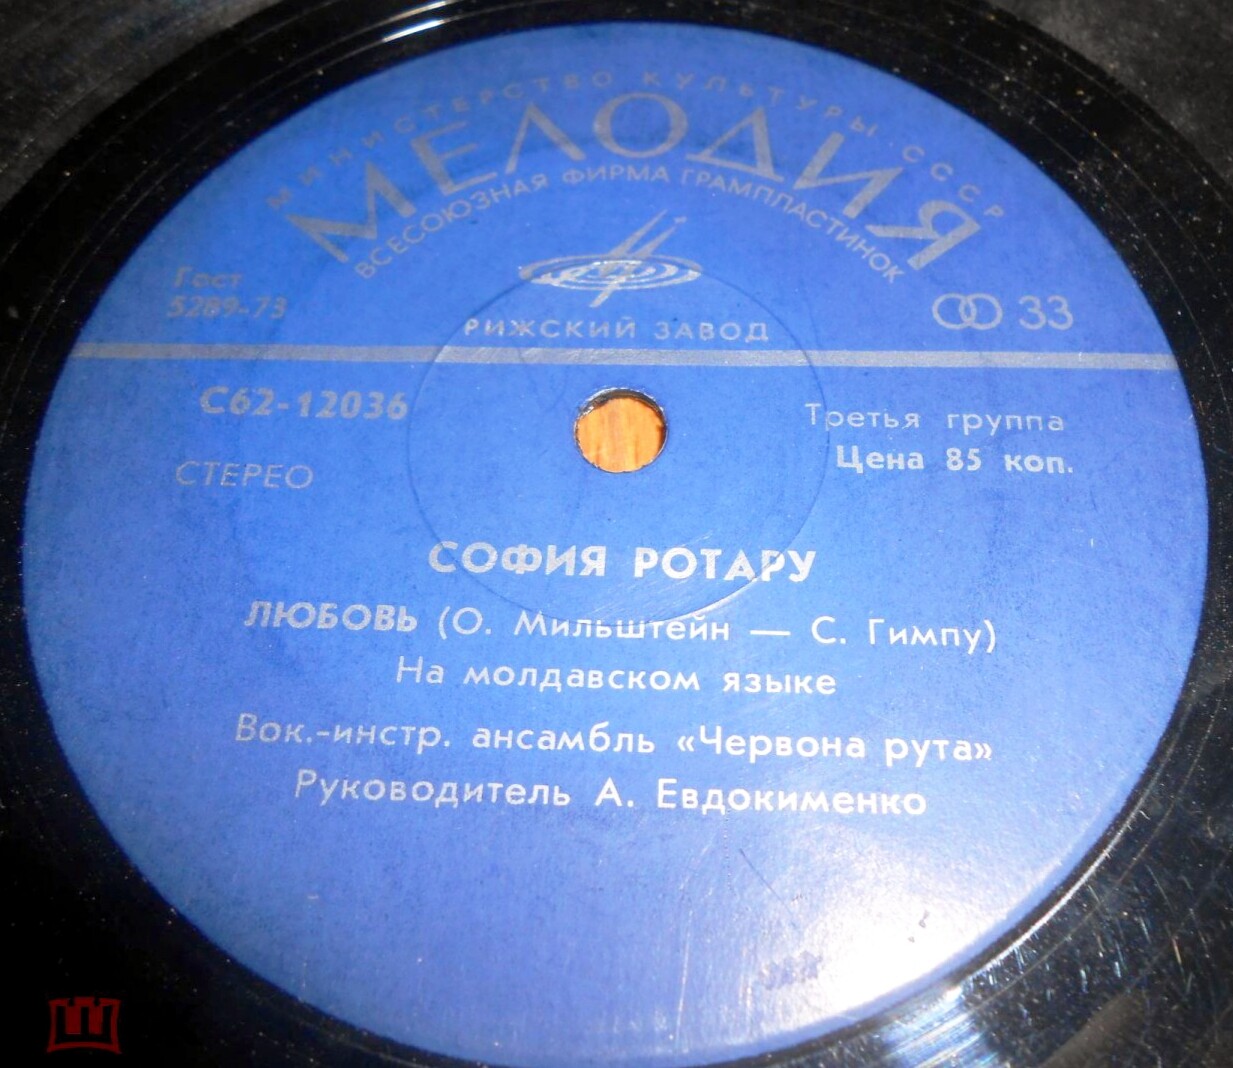 МИНИСТЕРСТВО КУЛЬТУРЫ СССР
МЕЛОДИЯ
ВСЕСОЮЗНАЯ ФИРМА ГРАМПЛАСТИНОК
Гост
5289-73
33
РИЖСКИЙ ЗАВОД
С62-12036
Третья группа
Цена 85 коп.
СТЕРЕО
СОФИЯ РОТАРУ
ЛЮБОВЬ (О. Мильштейн — С. Гимпу)
На молдавском языке
Вок.-инстр. ансамбль «Червона рута»
Руководитель А. Евдокименко